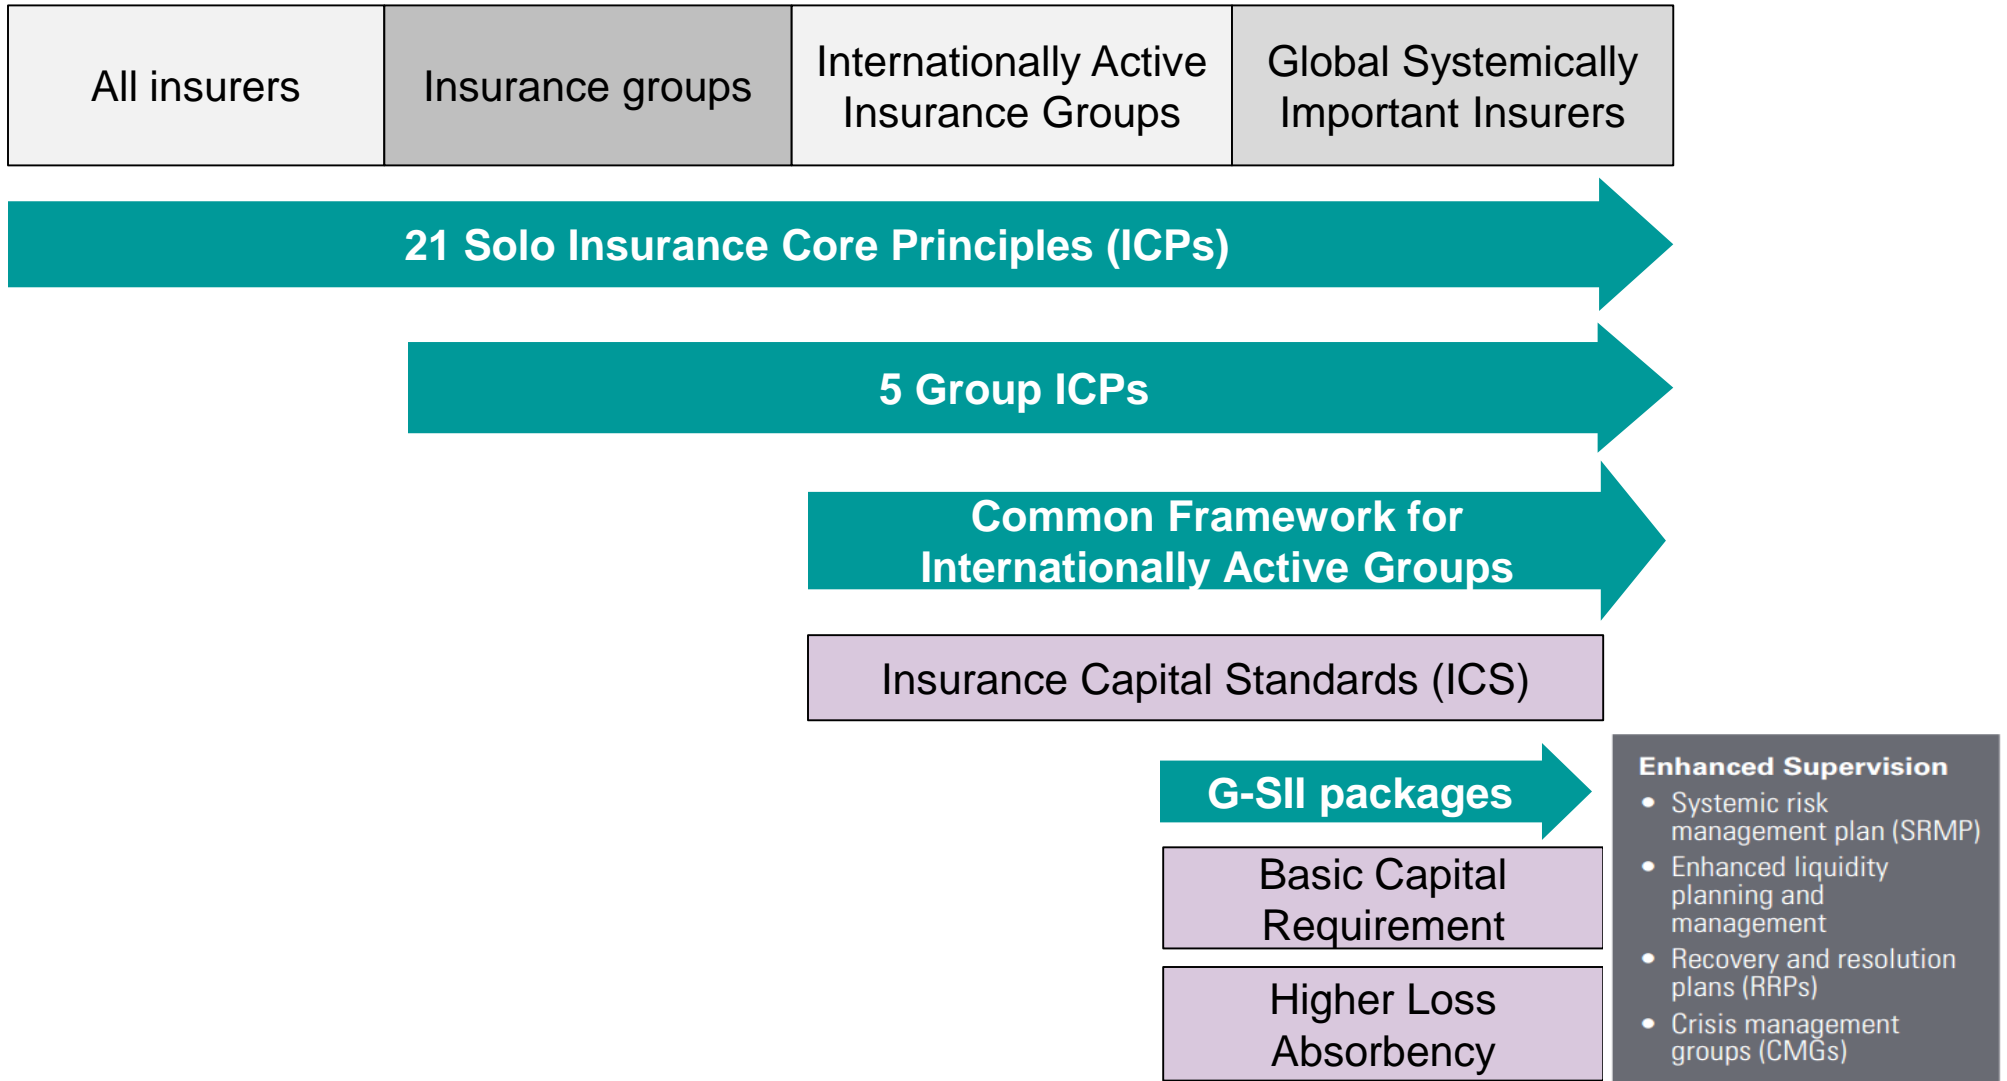 All insurers
Insurance groups
Internationally Active
Insurance Groups
Global Systemically
Important Insurers
21 Solo Insurance Core Principles (ICPs)
5 Group ICPs
Common Framework for
Internationally Active Groups
Insurance Capital Standards (ICS)
G-SII packages
Basic Capital
Requirement
Higher Loss
Absorbency
Enhanced Supervision
• Systemic risk
management plan (SRMP)
• Enhanced liquidity
planning and
management
• Recovery and resolution
plans (RRPs)
• Crisis management
groups (CMGs)